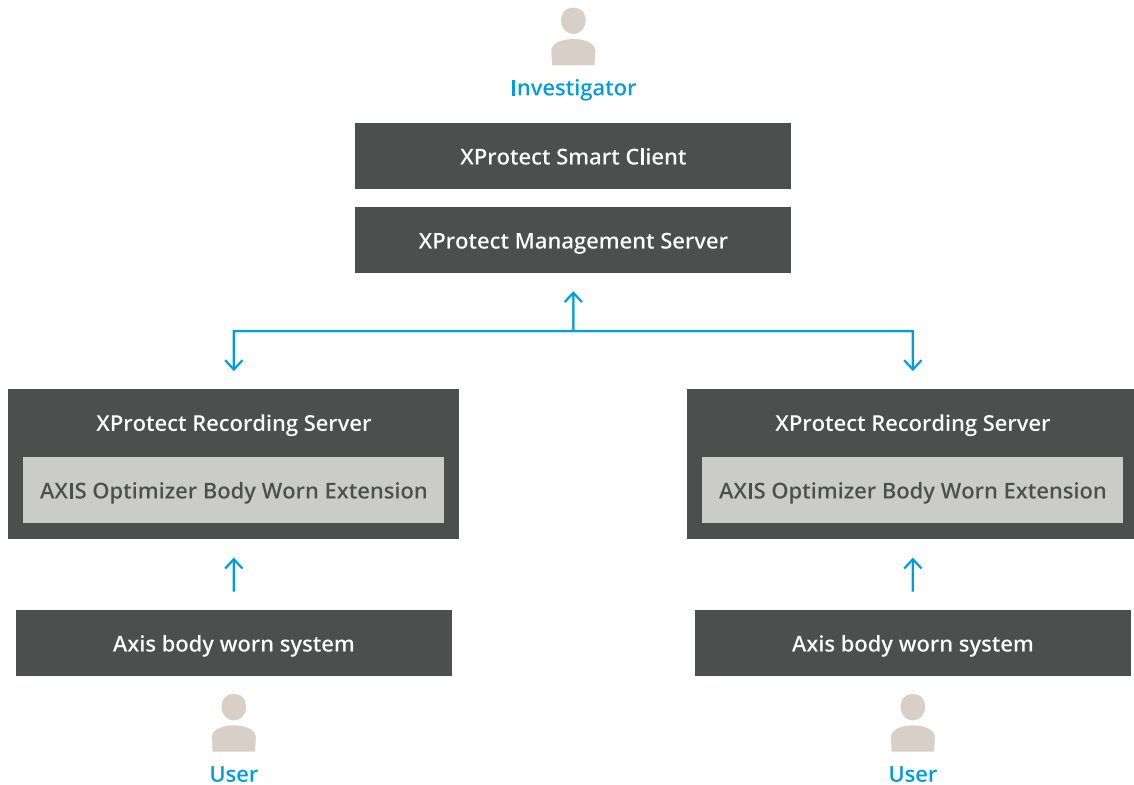 Investigator
XProtect Smart Client
XProtect Management Server
XProtect Recording Server
AXIS Optimizer Body Worn Extension
Axis body worn system
User
XProtect Recording Server
AXIS Optimizer Body Worn Extension
Axis body worn system
User